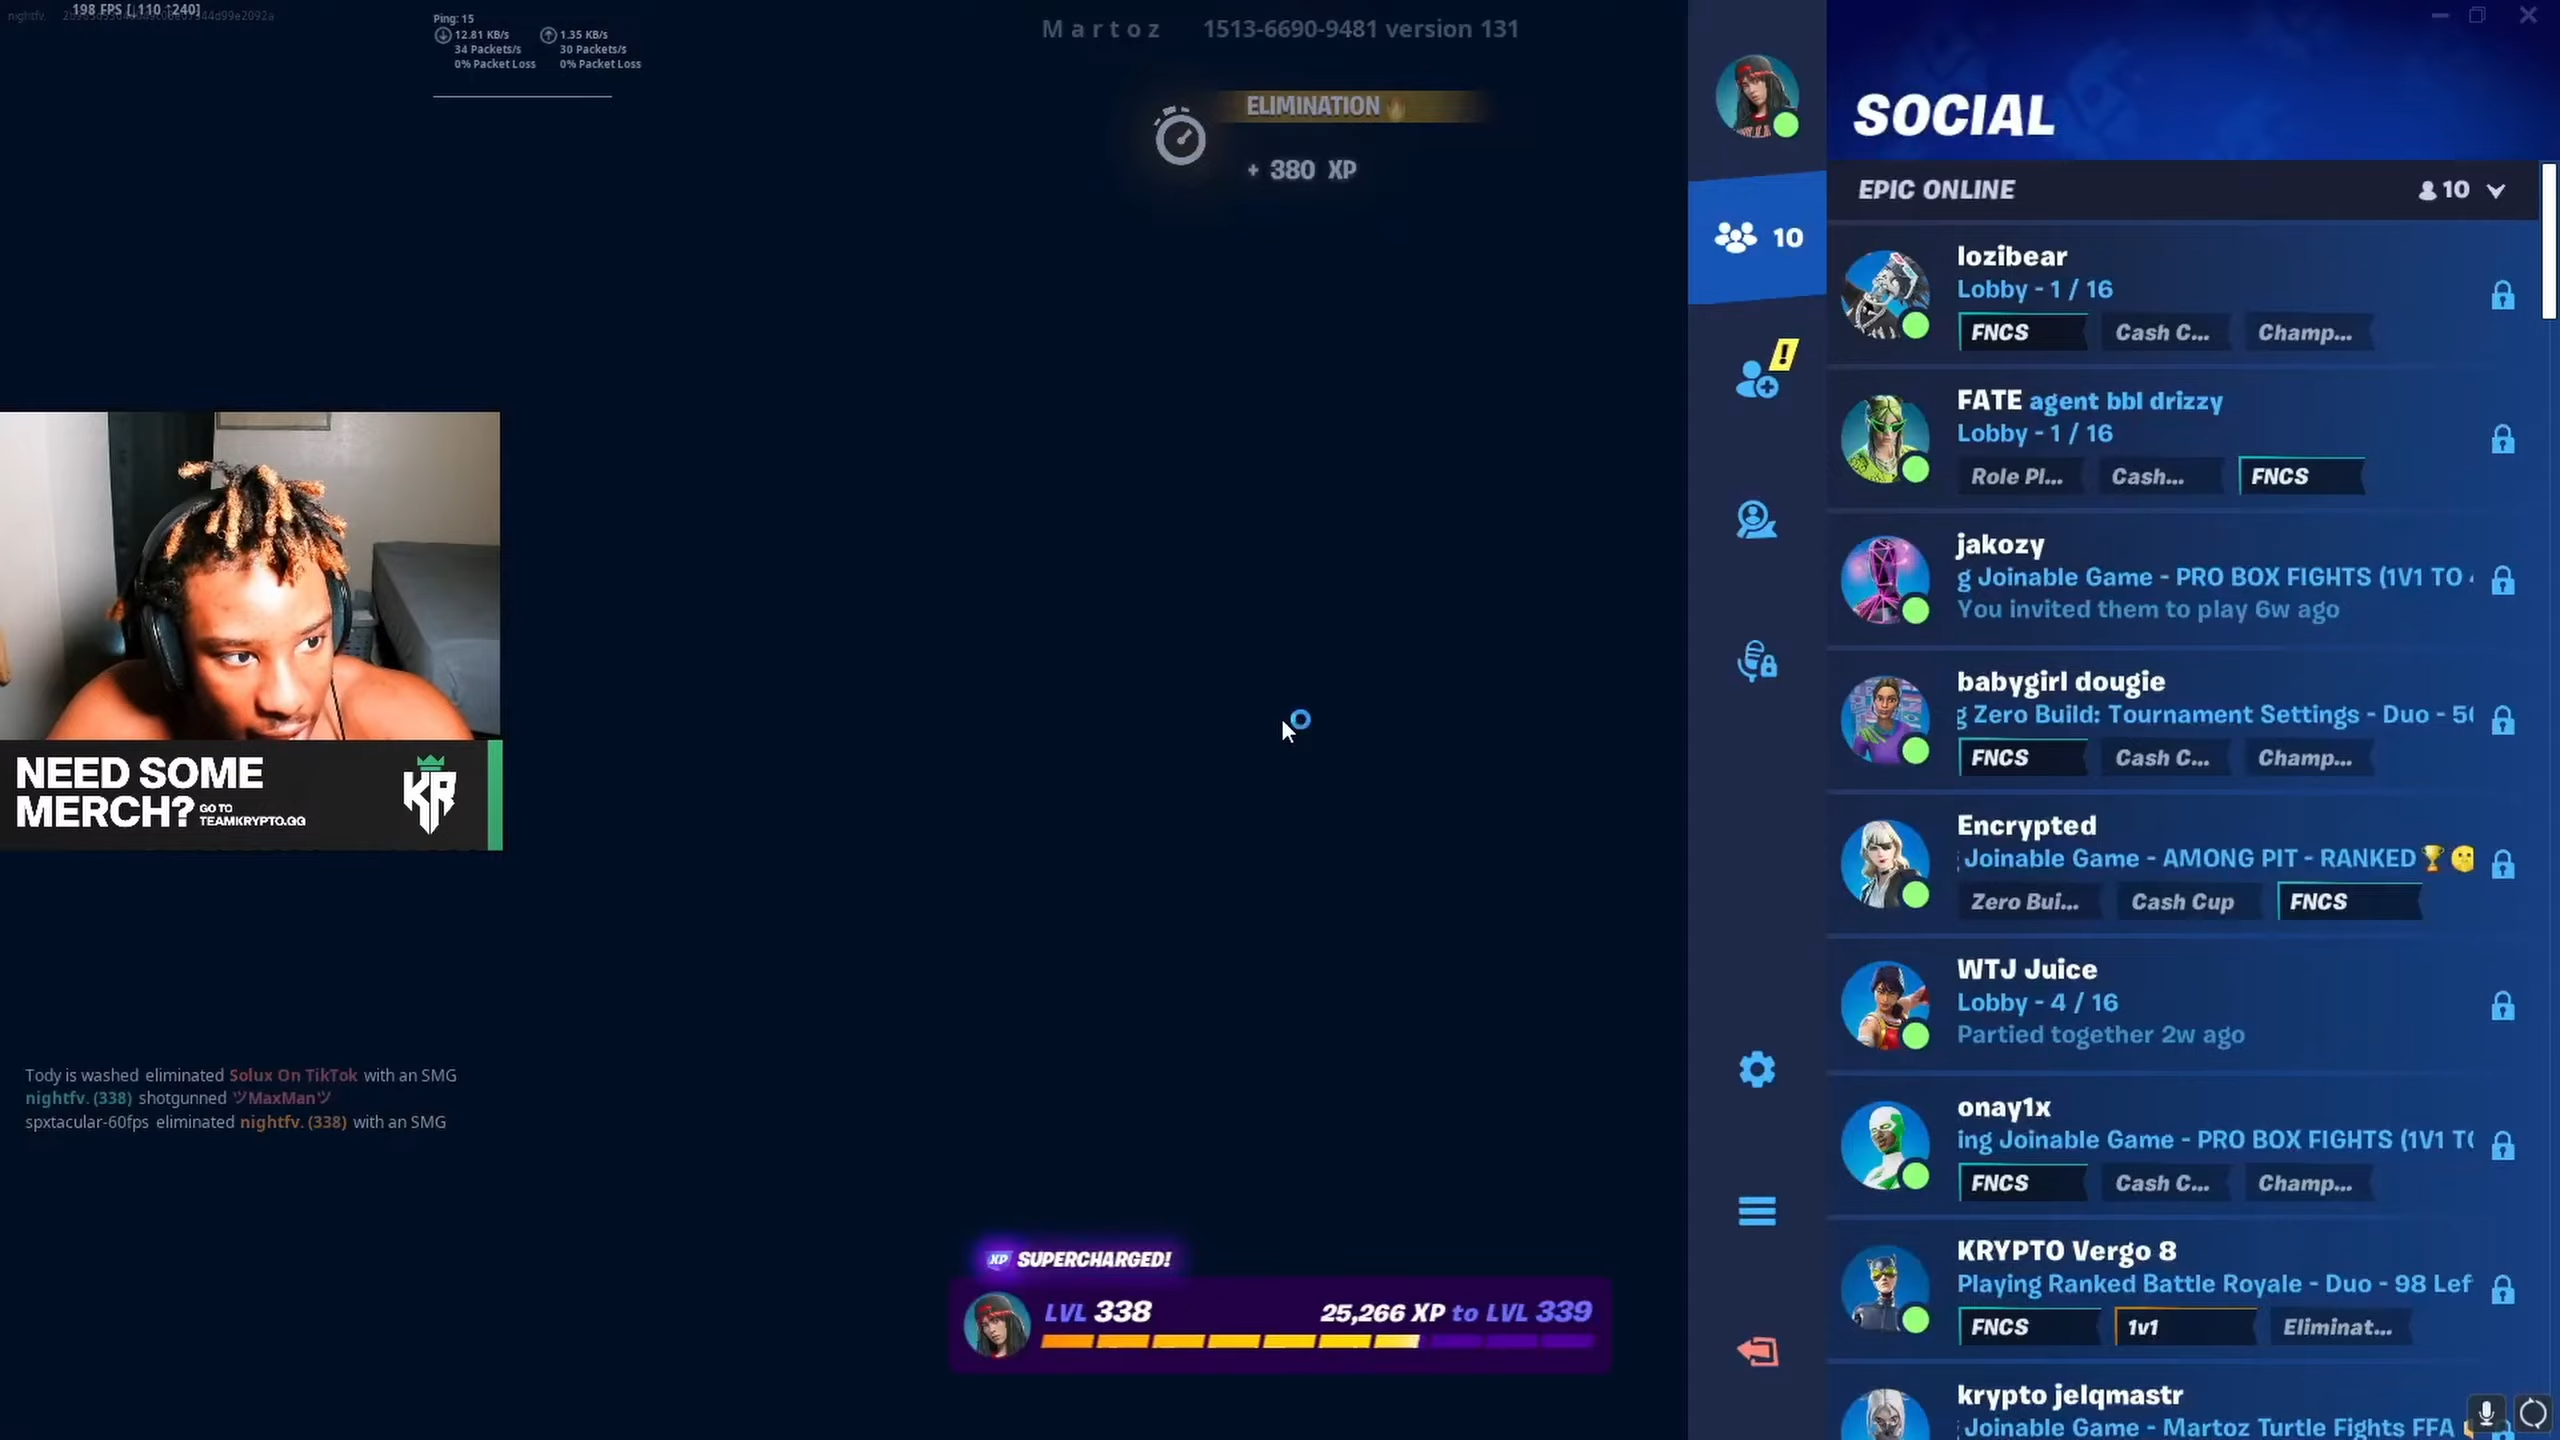 nightfv.
198 FPS [ 110 240]
Ping: 15
12.81 KB/s
1.35 KB/s
34 Packets/s
30 Packets/s
0% Packet Loss
0% Packet Loss
Martoz 1513-6690-9481 version 131
ELIMINATION
+ 380 XP
NEED SOME
MERCH? GO TO
TEAMKRYPTO.GG
KR
Tody is washed eliminated Solux On TikTok with an SMG
nightfv. (338) shotgunned ツMaxManツ
spxtacular-60fps eliminated nightfv. (338) with an SMG
XP SUPERCHARGED!
LVL 338
25,266 XP to LVL 339
10
!
SOCIAL
EPIC ONLINE
10
lozibear
Lobby - 1 / 16
FNCS Cash C... Champ...
FATE agent bbl drizzy
Lobby - 1 / 16
Role Pl... Cash... FNCS
jakozy
g Joinable Game - PRO BOX FIGHTS (1V1 TO
You invited them to play 6w ago
babygirl dougie
g Zero Build: Tournament Settings - Duo - 50
FNCS Cash C... Champ...
Encrypted
Joinable Game - AMONG PIT - RANKED🏆
Zero Bui... Cash Cup FNCS
WTJ Juice
Lobby - 4 / 16
Partied together 2w ago
onay1x
ing Joinable Game - PRO BOX FIGHTS (1V1 TO
FNCS Cash C... Champ...
KRYPTO Vergo 8
Playing Ranked Battle Royale - Duo - 98 Lef
FNCS 1v1 Eliminat...
krypto jelqmastr
Joinable Game - Martoz Turtle Fights FFA